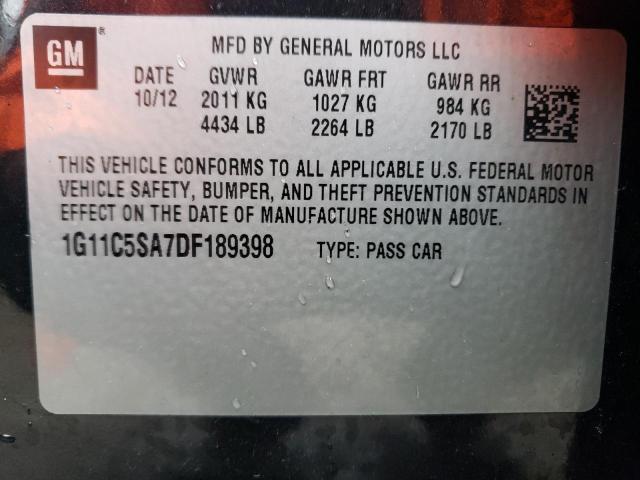 GM ®
MFD BY GENERAL MOTORS LLC
DATE GVWR GAWR FRT GAWR RR
10/12 2011 KG 1027 KG 984 KG
4434 LB 2264 LB 2170 LB
THIS VEHICLE CONFORMS TO ALL APPLICABLE U.S. FEDERAL MOTOR
VEHICLE SAFETY, BUMPER, AND THEFT PREVENTION STANDARDS IN
EFFECT ON THE DATE OF MANUFACTURE SHOWN ABOVE.
1G11C5SA7DF189398 TYPE: PASS CAR